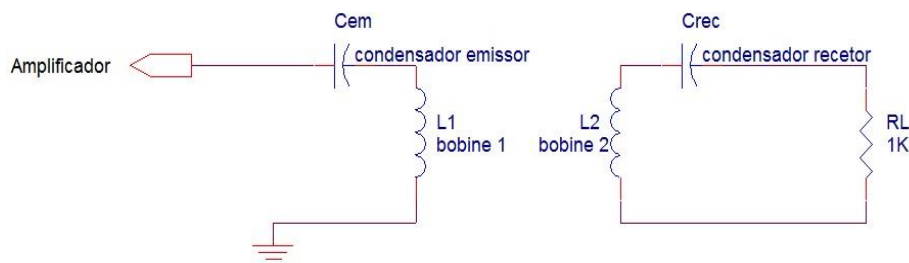 Cem
condensador emissor
Amplificador
L1
bobine 1
Crec
condensador recetor
L2
bobine 2
RL
1K